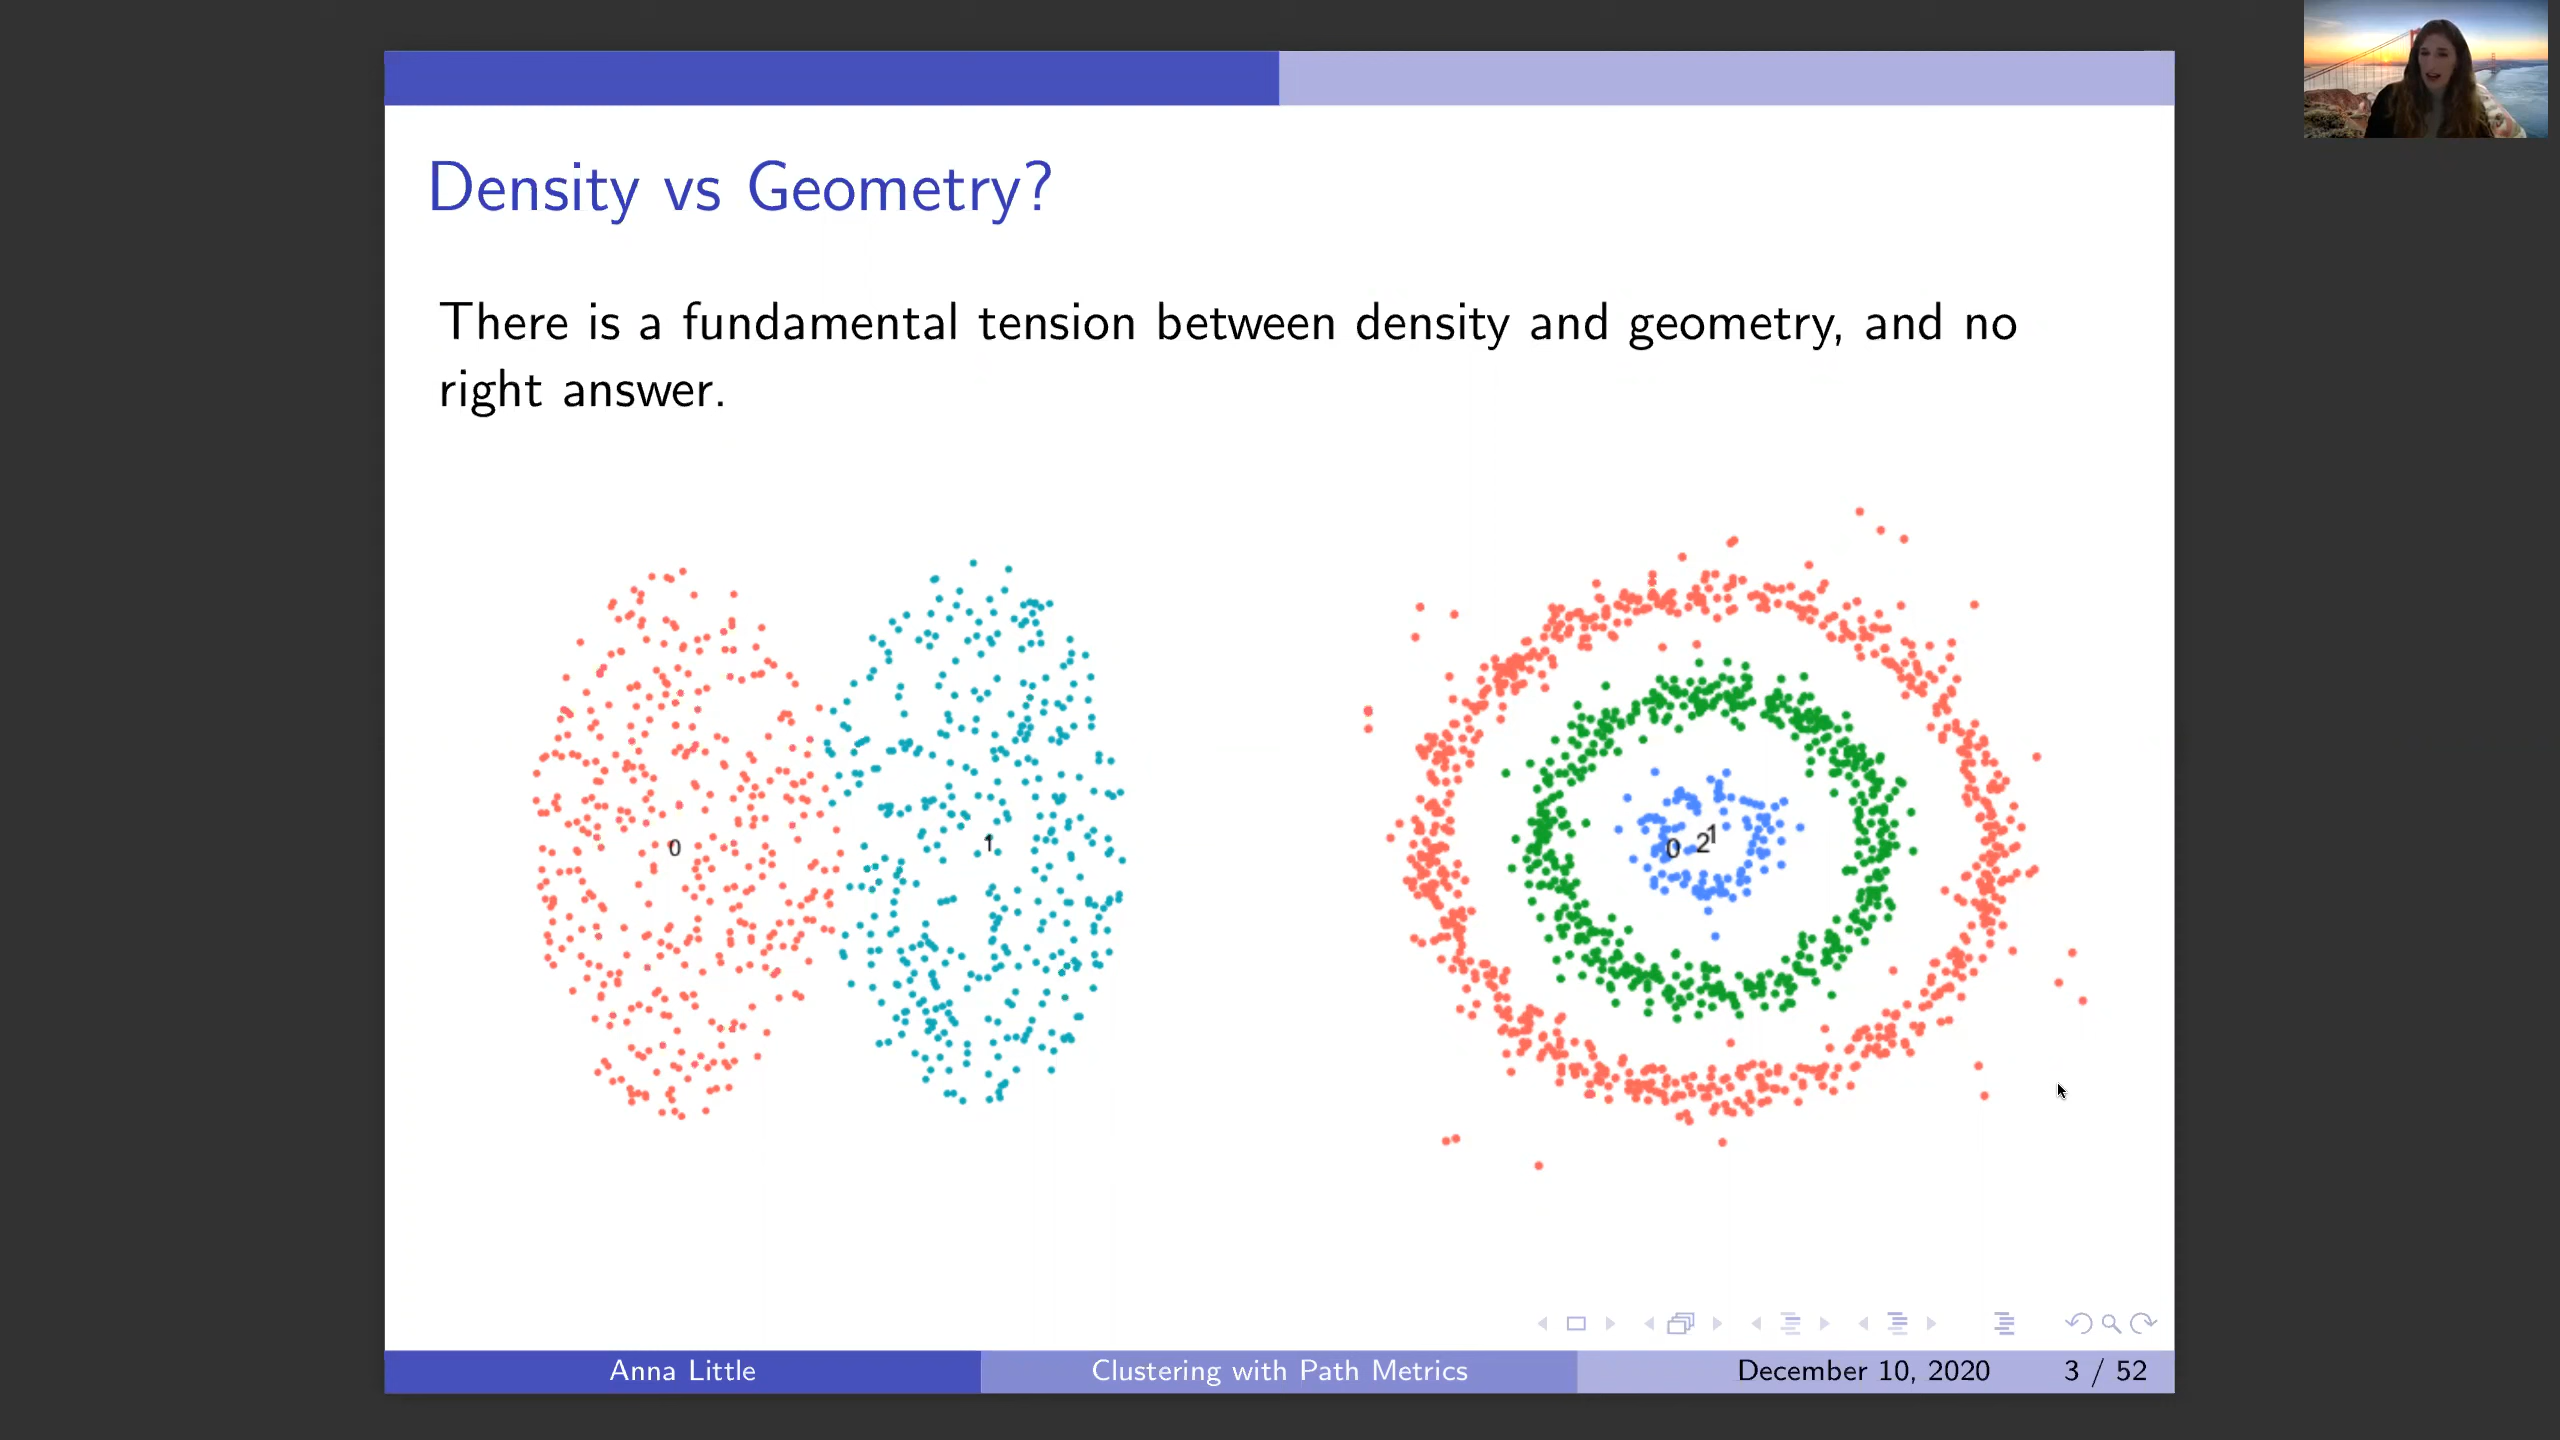 Density vs Geometry?
There is a fundamental tension between density and geometry, and no
right answer.
0
1
0 2 1
Anna Little
Clustering with Path Metrics
December 10, 2020
3 / 52